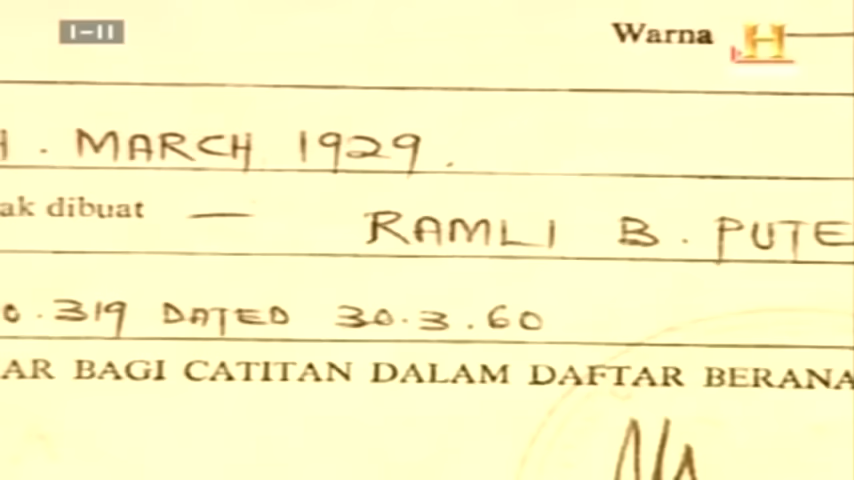 I-II
Warna H
H. MARCH 1929.
ak dibuat — RAMLI B. PUTE
o. 319 DATED 30.3.60
AR BAGI CATITAN DALAM DAFTAR BERANA